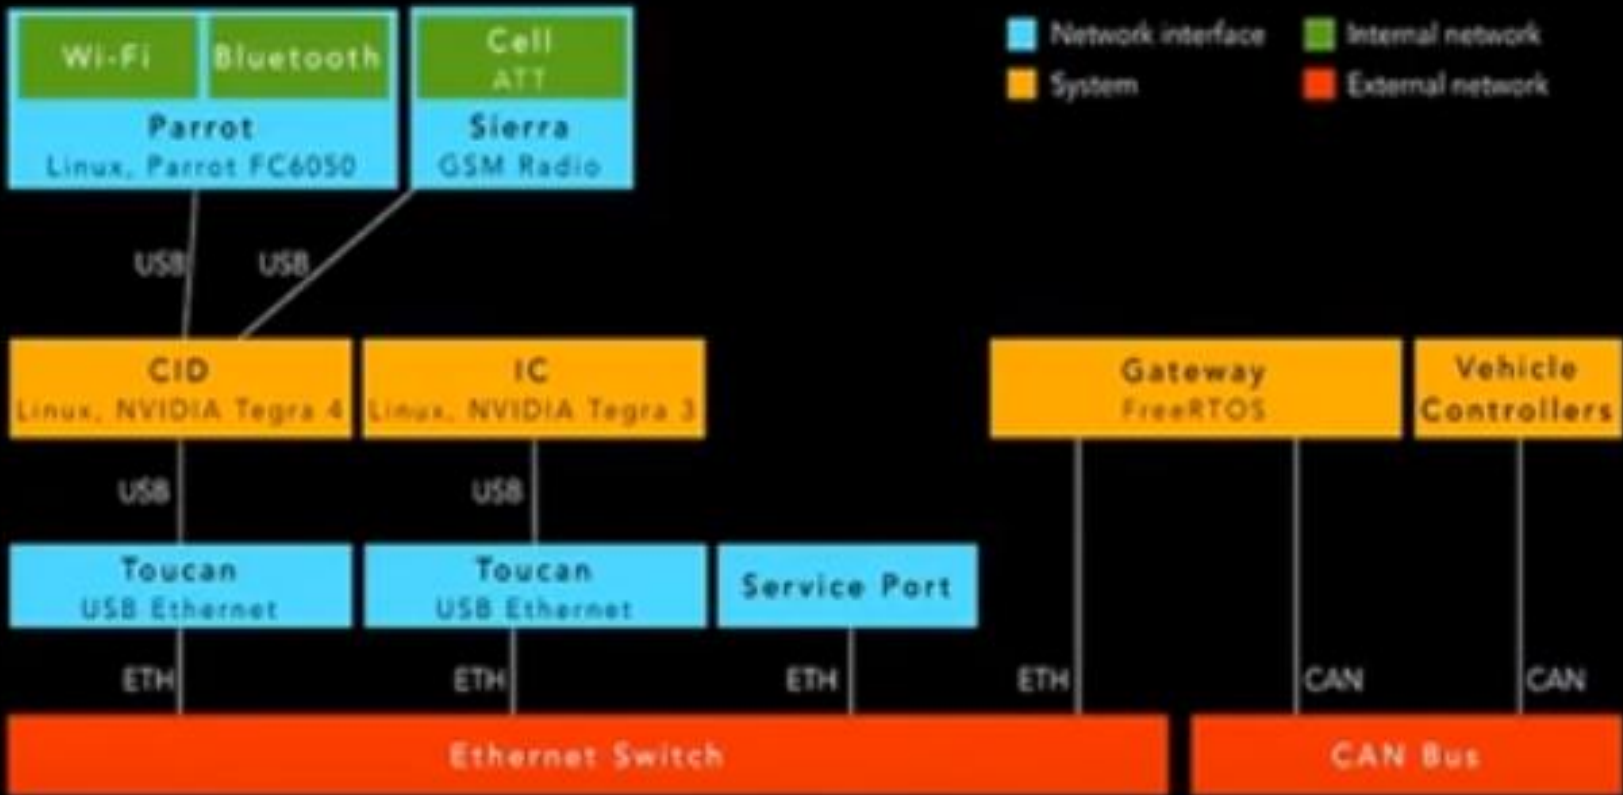 Wi-Fi
Bluetooth
Cell
ATT
Network interface
Internal network
System
External network
Parrot
Linux, Parrot FC6050
Sierra
GSM Radio
USB
USB
CID
Linux, NVIDIA Tegra 4
IC
Linux, NVIDIA Tegra 3
Gateway
FreeRTOS
Vehicle
Controllers
USB
USB
Toucan
USB Ethernet
Toucan
USB Ethernet
Service Port
ETH
ETH
ETH
ETH
CAN
CAN
Ethernet Switch
CAN Bus